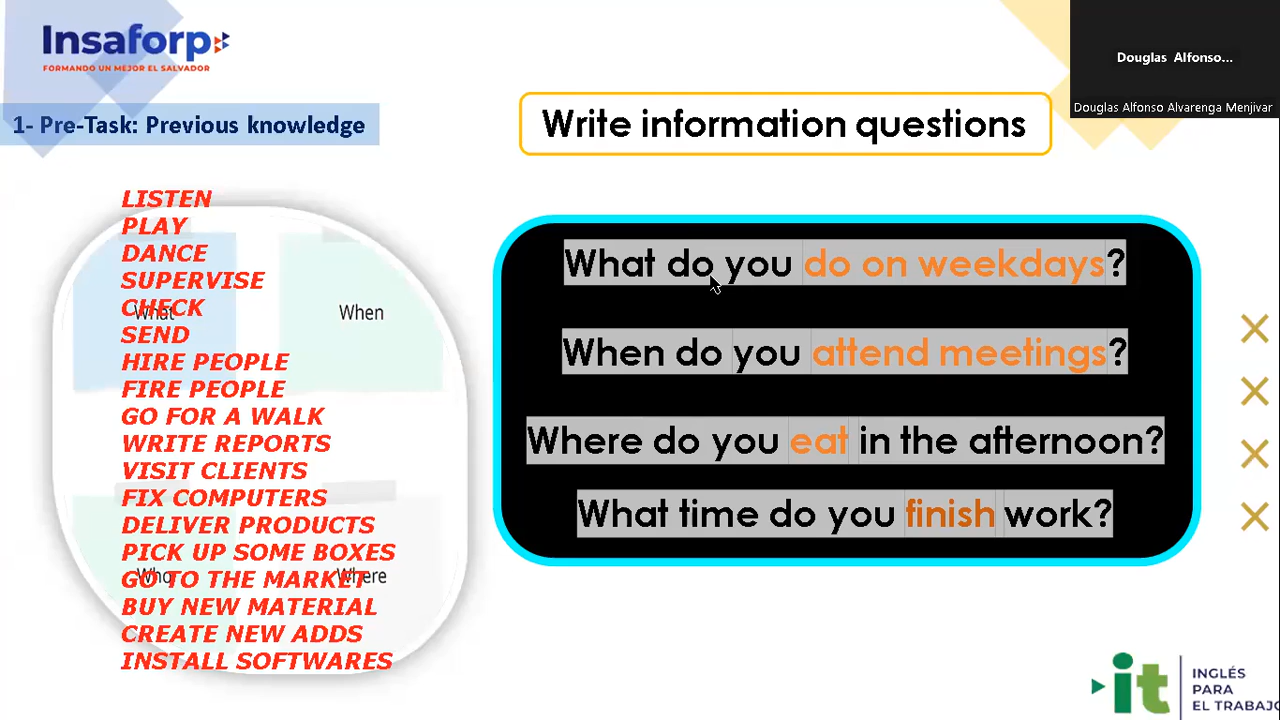 Insaforp
FORMANDO UN MEJOR EL SALVADOR
Douglas Alfonso...
Douglas Alfonso Alvarenga Menjivar
1- Pre-Task: Previous knowledge
Write information questions
LISTEN
PLAY
DANCE
SUPERVISE
CHECK
SEND
HIRE PEOPLE
FIRE PEOPLE
GO FOR A WALK
WRITE REPORTS
VISIT CLIENTS
FIX COMPUTERS
DELIVER PRODUCTS
PICK UP SOME BOXES
GO TO THE MARKET
BUY NEW MATERIAL
CREATE NEW ADDS
INSTALL SOFTWARES
What
When
Who
Where
What do you do on weekdays?
When do you attend meetings?
Where do you eat in the afternoon?
What time do you finish work?
it
INGLÉS
PARA
EL TRABAJO